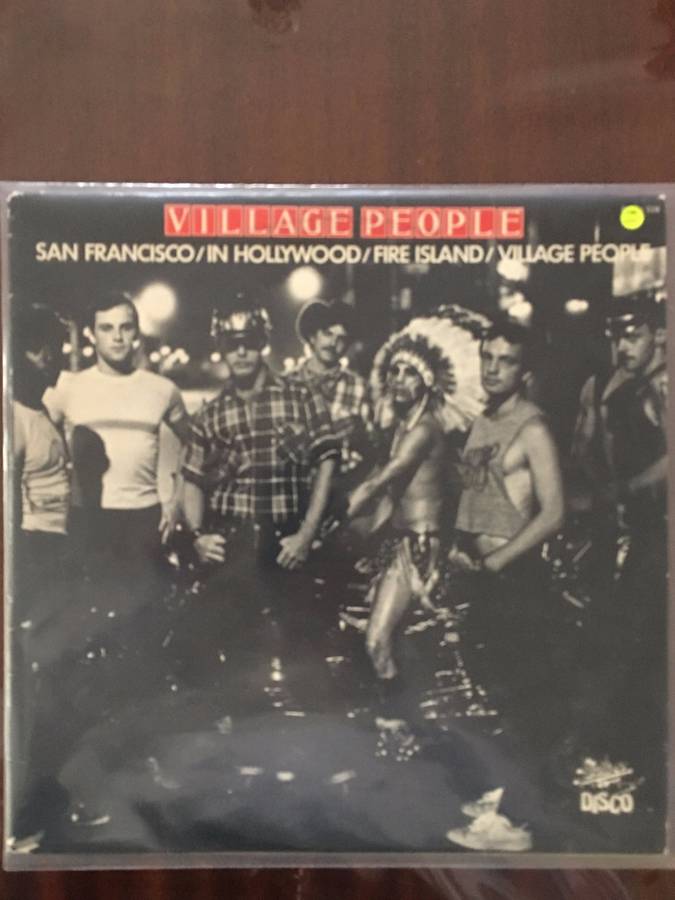 VILLAGE PEOPLE
SAN FRANCISCO/IN HOLLYWOOD/FIRE ISLAND/VILLAGE PEOPLE
DISCO